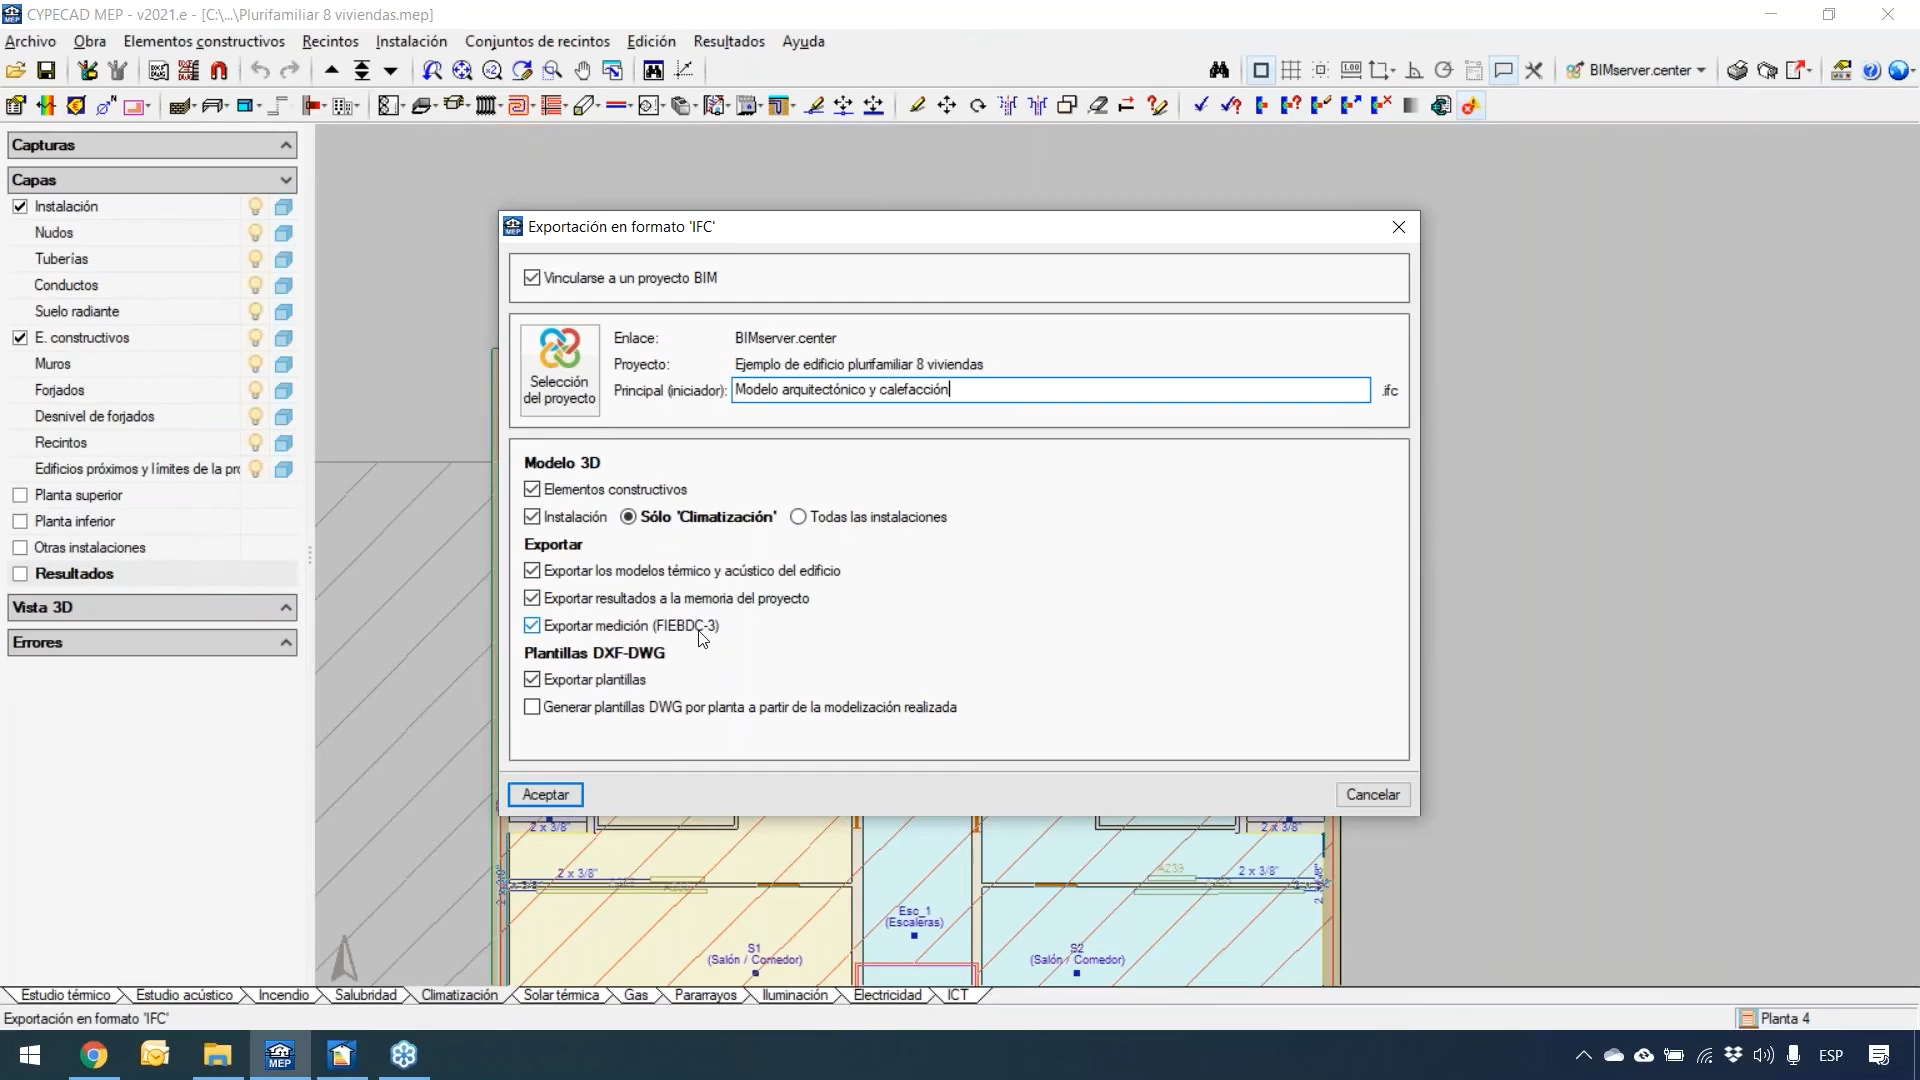 CYPECAD MEP - v2021.e - [C:\...\Plurifamiliar 8 viviendas.mep]
Archivo Obra Elementos constructivos Recintos Instalación Conjuntos de recintos Edición Resultados Ayuda
BIMserver.center
Capturas
Capas
Instalación
Nudos
Tuberías
Conductos
Suelo radiante
E. constructivos
Muros
Forjados
Desnivel de forjados
Recintos
Edificios próximos y límites de la pro
Planta superior
Planta inferior
Otras instalaciones
Resultados
Vista 3D
Errores
Exportación en formato 'IFC'
Vincularse a un proyecto BIM
Selección
del proyecto
Enlace: BIMserver.center
Proyecto: Ejemplo de edificio plurifamiliar 8 viviendas
Principal (iniciador): Modelo arquitectónico y calefacción .ifc
Modelo 3D
Elementos constructivos
Instalación Sólo 'Climatización' Todas las instalaciones
Exportar
Exportar los modelos térmico y acústico del edificio
Exportar resultados a la memoria del proyecto
Exportar medición (FIEBDC-3)
Plantillas DXF-DWG
Exportar plantillas
Generar plantillas DWG por planta a partir de la modelización realizada
Aceptar Cancelar
2 x 3/8" 2 x 3/8"
2 x 3/8" A239 2 x 3/8"
Esc_1
(Escaleras)
S1
(Salón / Comedor)
S2
(Salón / Comedor)
Estudio térmico Estudio acústico Incendio Salubridad Climatización Solar térmica Gas Pararrayos Iluminación Electricidad ICT
Exportación en formato 'IFC' Planta 4
MEP ESP